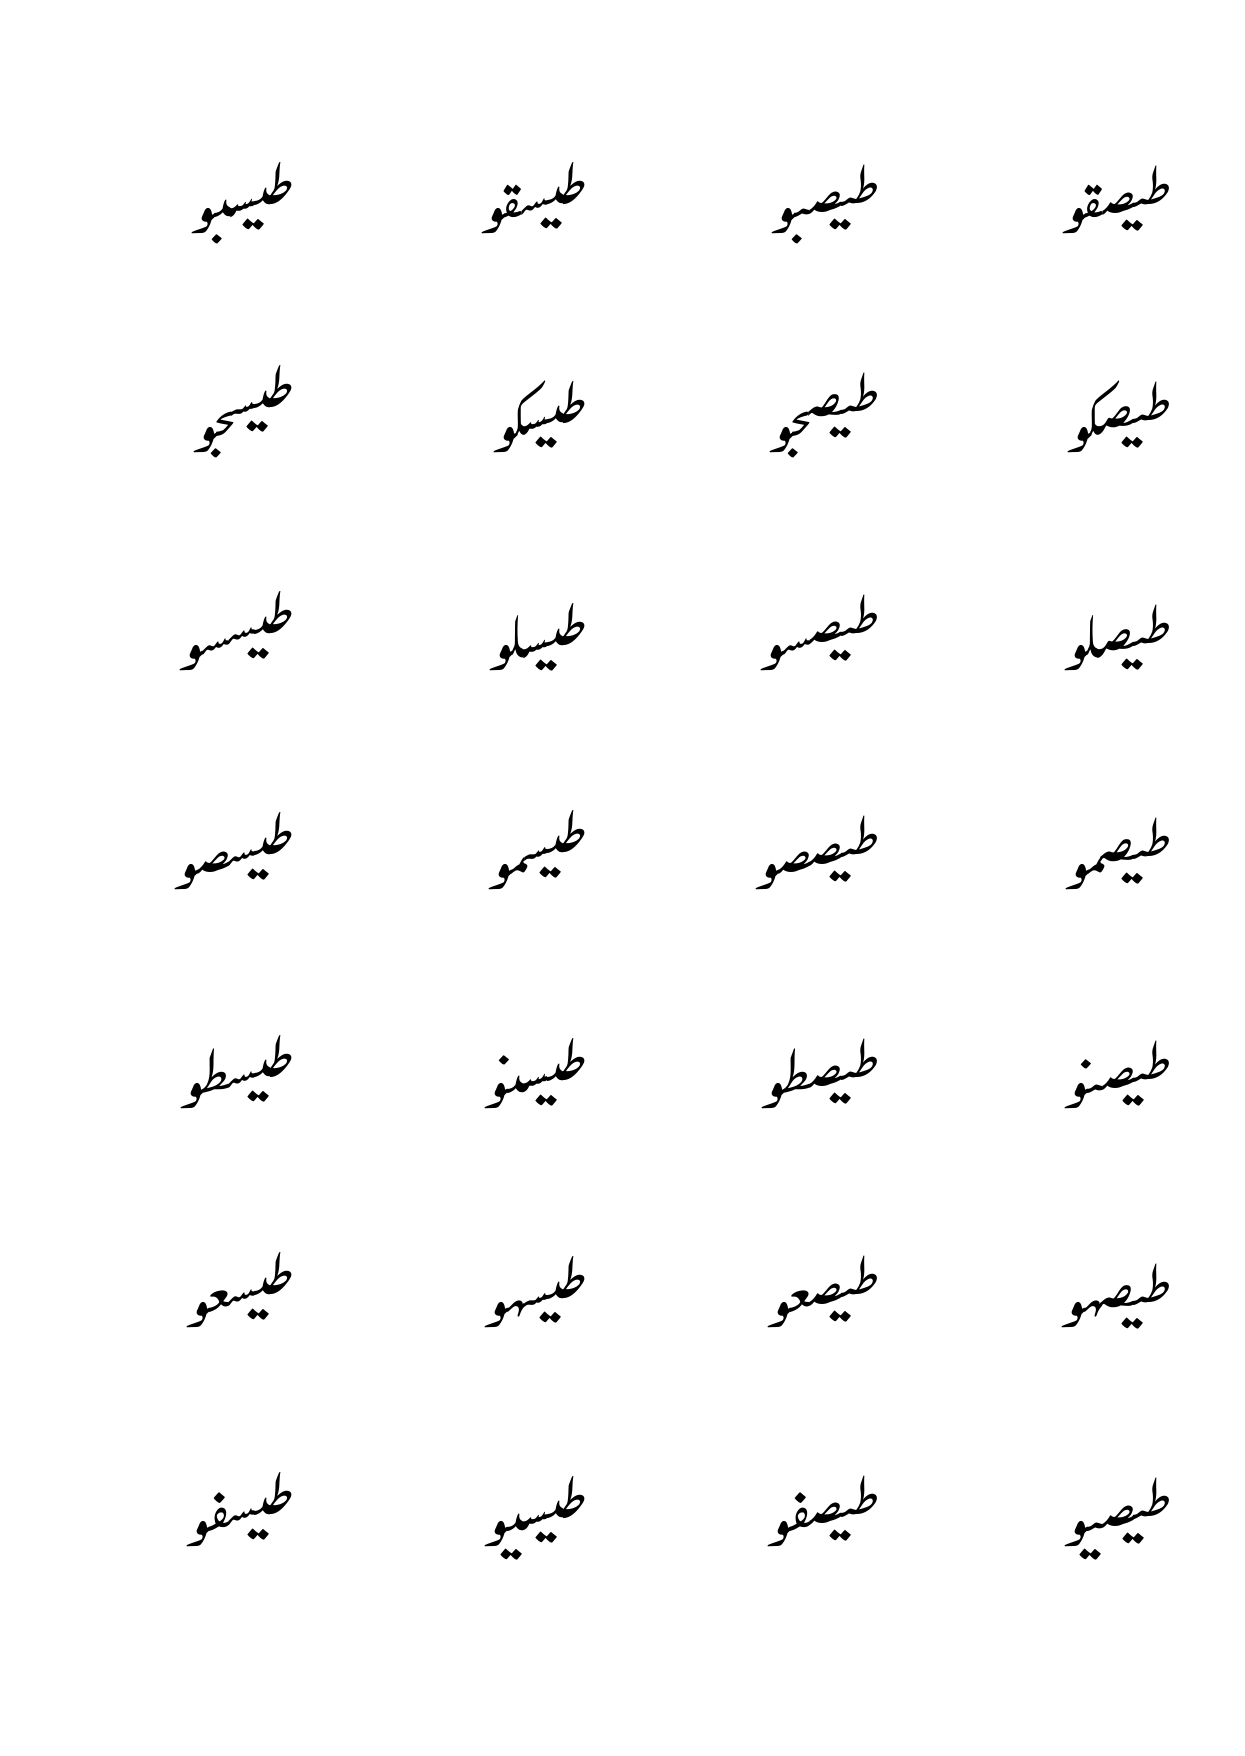 طيصقو طيصبو طيسقو طيسبو
طيصكو طيصجو طيسكو طيسجو
طيصلو طيصسو طيسلو طيسسو
طيصمو طيصصو طيسمو طيسصو
طيصنو طيصطو طيسنو طيسطو
طيصهو طيصعو طيسهو طيسعو
طيصيو طيصفو طيسيو طيسفو